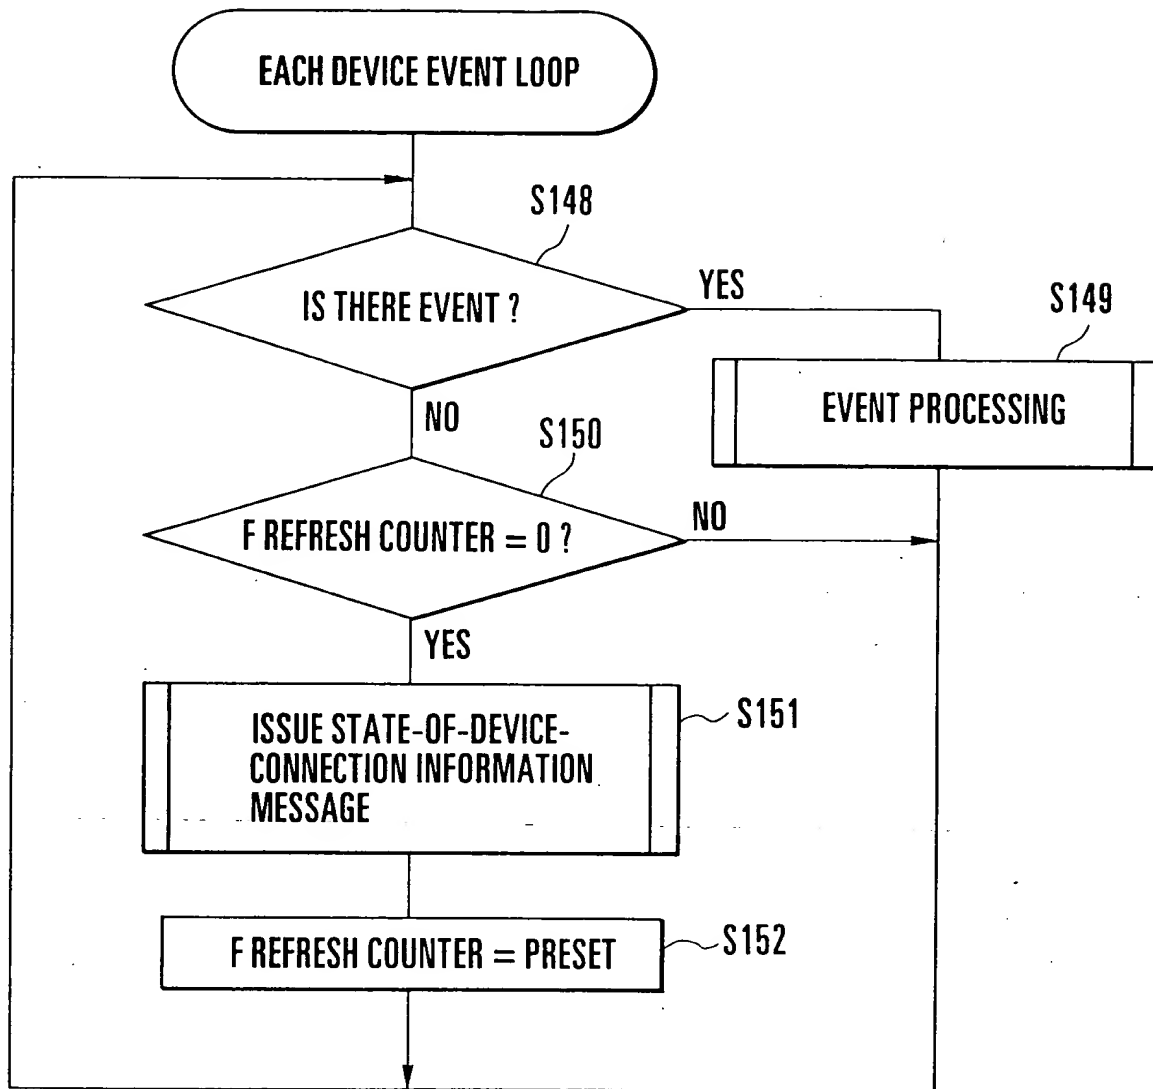 EACH DEVICE EVENT LOOP
S148
IS THERE EVENT ?
YES
S149
EVENT PROCESSING
NO
S150
F REFRESH COUNTER = 0 ?
NO
YES
ISSUE STATE-OF-DEVICE-
CONNECTION INFORMATION
MESSAGE
S151
F REFRESH COUNTER = PRESET
S152